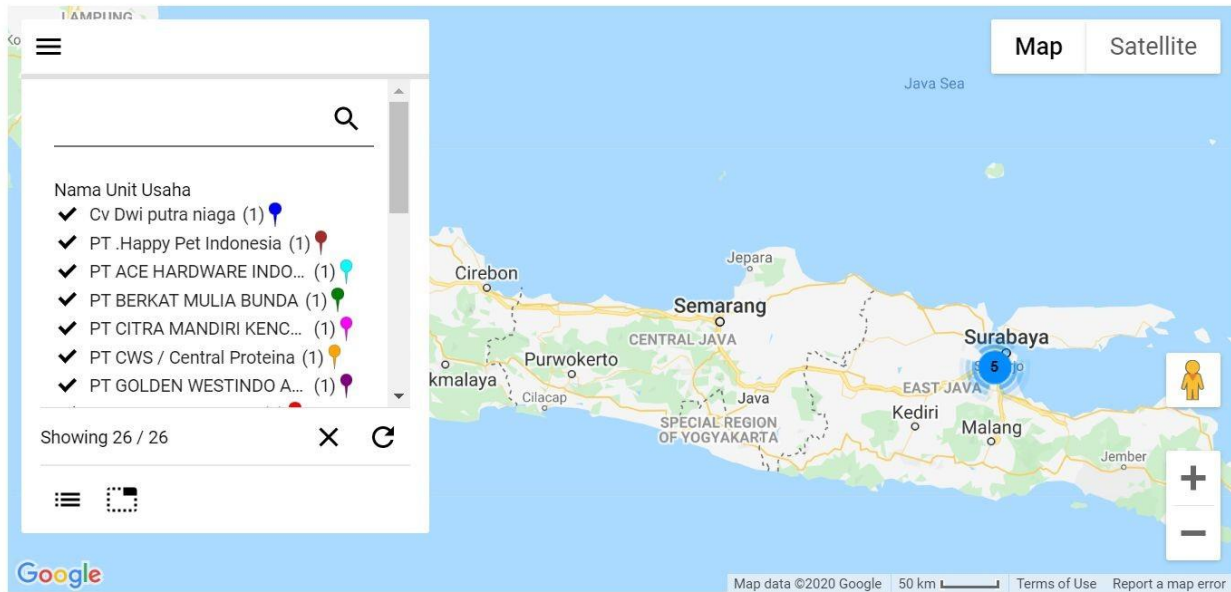 LAMPUNG
Ko
Map
Satellite
Java Sea
Nama Unit Usaha
Cv Dwi putra niaga (1)
PT .Happy Pet Indonesia (1)
PT ACE HARDWARE INDO... (1)
PT BERKAT MULIA BUNDA (1)
PT CITRA MANDIRI KENC... (1)
PT CWS / Central Proteina (1)
PT GOLDEN WESTINDO A... (1)
Showing 26 / 26
Jepara
Cirebon
Semarang
CENTRAL JAVA
Surabaya
Purwokerto
5
kmalaya
Cilacap
Java
EAST JAVA
SPECIAL REGION
OF YOGYAKARTA
Kediri
Malang
Jember
Google
Map data ©2020 Google
50 km
Terms of Use
Report a map error